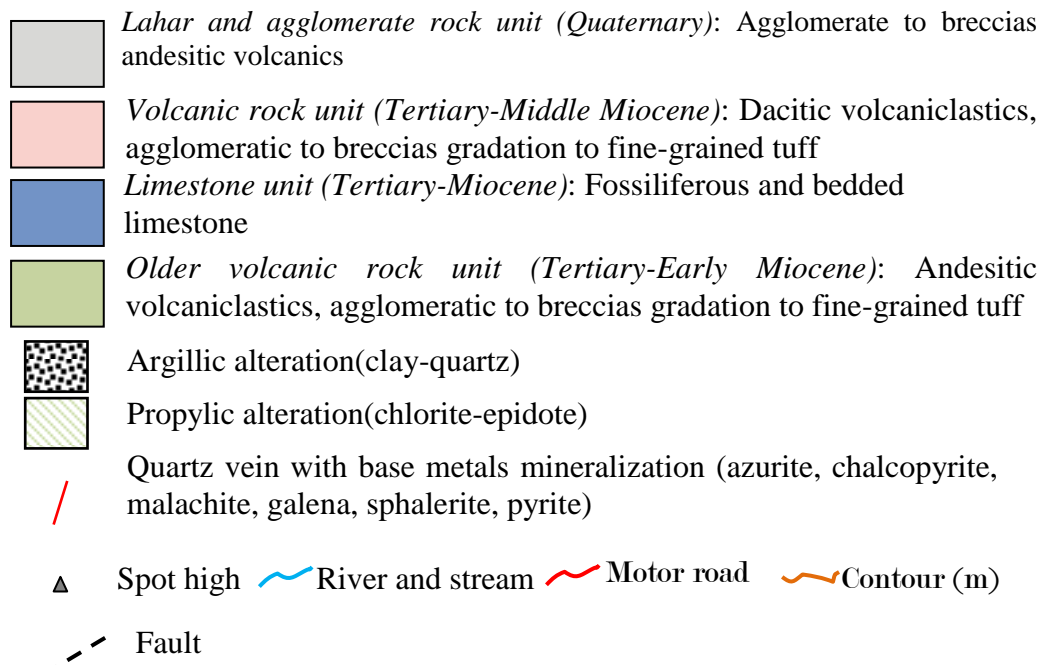 Lahar and agglomerate rock unit (Quaternary): Agglomerate to breccias
andesitic volcanics
Volcanic rock unit (Tertiary-Middle Miocene): Dacitic volcaniclastics,
agglomeratic to breccias gradation to fine-grained tuff
Limestone unit (Tertiary-Miocene): Fossiliferous and bedded
limestone
Older volcanic rock unit (Tertiary-Early Miocene): Andesitic
volcaniclastics, agglomeratic to breccias gradation to fine-grained tuff
Argillic alteration(clay-quartz)
Propylic alteration(chlorite-epidote)
Quartz vein with base metals mineralization (azurite, chalcopyrite,
malachite, galena, sphalerite, pyrite)
Spot high River and stream Motor road Contour (m)
Fault